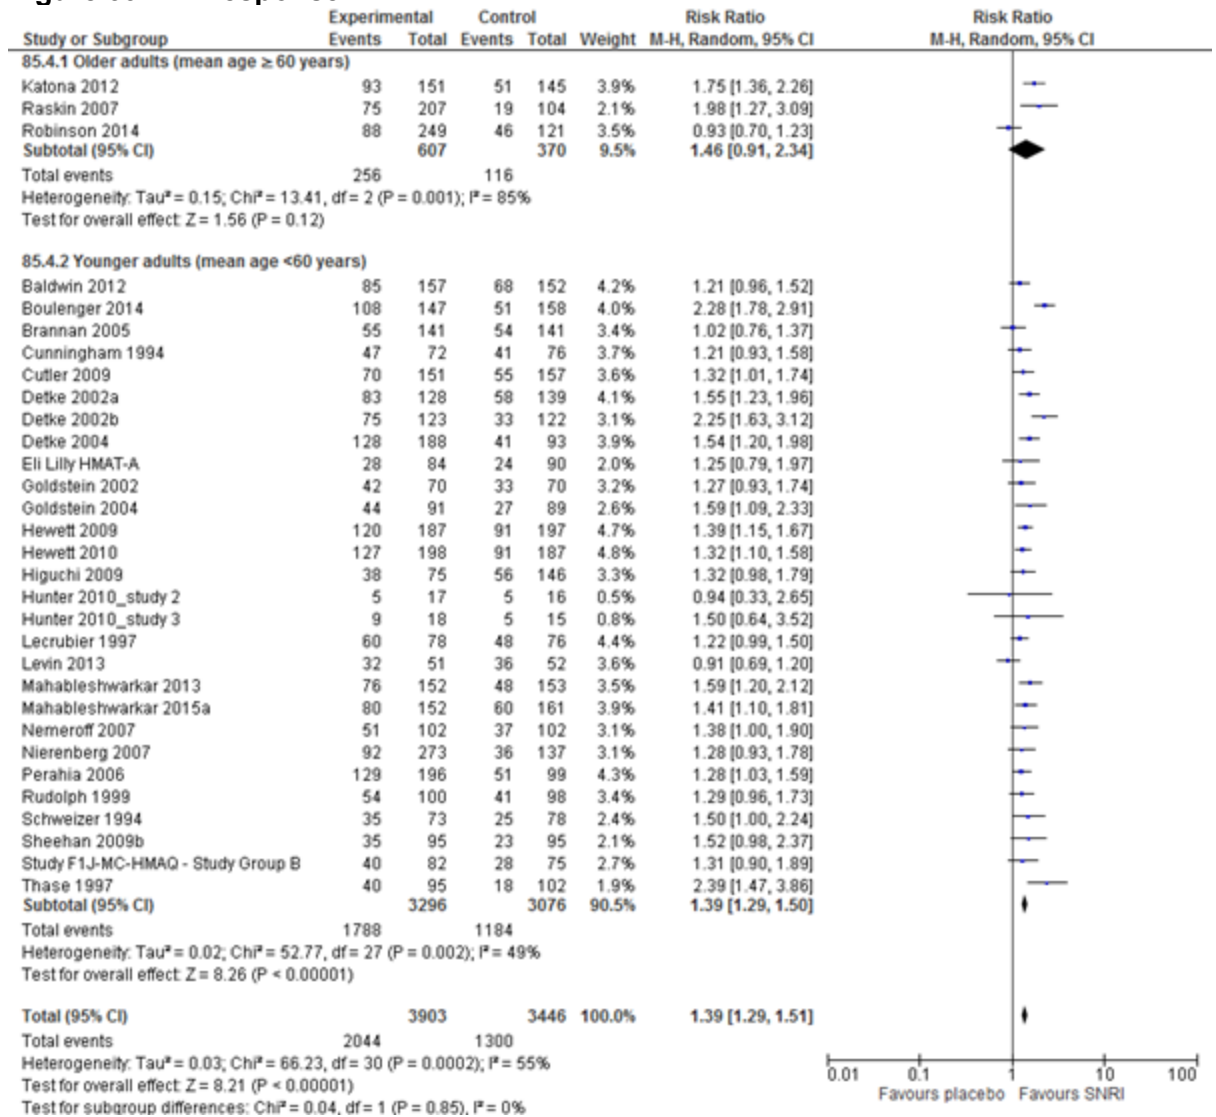 Experimental Control Risk Ratio Risk Ratio
Study or Subgroup Events Total Events Total Weight M-H, Random, 95% CI M-H, Random, 95% CI
85.4.1 Older adults (mean age ≥ 60 years)
Katona 2012 93 151 51 145 3.9% 1.75 [1.36, 2.26]
Raskin 2007 75 207 19 104 2.1% 1.98 [1.27, 3.09]
Robinson 2014 88 249 46 121 3.5% 0.93 [0.70, 1.23]
Subtotal (95% CI) 607 370 9.5% 1.46 [0.91, 2.34]
Total events 256 116
Heterogeneity: Tau² = 0.15; Chi² = 13.41, df = 2 (P = 0.001); I² = 85%
Test for overall effect: Z = 1.56 (P = 0.12)
85.4.2 Younger adults (mean age <60 years)
Baldwin 2012 85 157 68 152 4.2% 1.21 [0.96, 1.52]
Boulenger 2014 108 147 51 158 4.0% 2.28 [1.78, 2.91]
Brannan 2005 55 141 54 141 3.4% 1.02 [0.76, 1.37]
Cunningham 1994 47 72 41 76 3.7% 1.21 [0.93, 1.58]
Cutler 2009 70 151 55 157 3.6% 1.32 [1.01, 1.74]
Detke 2002a 83 128 58 139 4.1% 1.55 [1.23, 1.96]
Detke 2002b 75 123 33 122 3.1% 2.25 [1.63, 3.12]
Detke 2004 128 188 41 93 3.9% 1.54 [1.20, 1.98]
Eli Lilly HMAT-A 28 84 24 90 2.0% 1.25 [0.79, 1.97]
Goldstein 2002 42 70 33 70 3.2% 1.27 [0.93, 1.74]
Goldstein 2004 44 91 27 89 2.6% 1.59 [1.09, 2.33]
Hewett 2009 120 187 91 197 4.7% 1.39 [1.15, 1.67]
Hewett 2010 127 198 91 187 4.8% 1.32 [1.10, 1.58]
Higuchi 2009 38 75 56 146 3.3% 1.32 [0.98, 1.79]
Hunter 2010_study 2 5 17 5 16 0.5% 0.94 [0.33, 2.65]
Hunter 2010_study 3 9 18 5 15 0.8% 1.50 [0.64, 3.52]
Lecrubier 1997 60 78 48 76 4.4% 1.22 [0.99, 1.50]
Levin 2013 32 51 36 52 3.6% 0.91 [0.69, 1.20]
Mahableshwarkar 2013 76 152 48 153 3.5% 1.59 [1.20, 2.12]
Mahableshwarkar 2015a 80 152 60 161 3.9% 1.41 [1.10, 1.81]
Nemeroff 2007 51 102 37 102 3.1% 1.38 [1.00, 1.90]
Nierenberg 2007 92 273 36 137 3.1% 1.28 [0.93, 1.78]
Perahia 2006 129 196 51 99 4.3% 1.28 [1.03, 1.59]
Rudolph 1999 54 100 41 98 3.4% 1.29 [0.96, 1.73]
Schweizer 1994 35 73 25 78 2.4% 1.50 [1.00, 2.24]
Sheehan 2009b 35 95 23 95 2.1% 1.52 [0.98, 2.37]
Study F1J-MC-HMAQ - Study Group B 40 82 28 75 2.7% 1.31 [0.90, 1.89]
Thase 1997 40 95 18 102 1.9% 2.39 [1.47, 3.86]
Subtotal (95% CI) 3296 3076 90.5% 1.39 [1.29, 1.50]
Total events 1788 1184
Heterogeneity: Tau² = 0.02; Chi² = 52.77, df = 27 (P = 0.002); I² = 49%
Test for overall effect: Z = 8.26 (P < 0.00001)
Total (95% CI) 3903 3446 100.0% 1.39 [1.29, 1.51]
Total events 2044 1300
Heterogeneity: Tau² = 0.03; Chi² = 66.23, df = 30 (P = 0.0002); I² = 55%
Test for overall effect: Z = 8.21 (P < 0.00001)
Test for subgroup differences: Chi² = 0.04, df = 1 (P = 0.85), I² = 0%
0.01 0.1 1 10 100
Favours placebo Favours SNRI